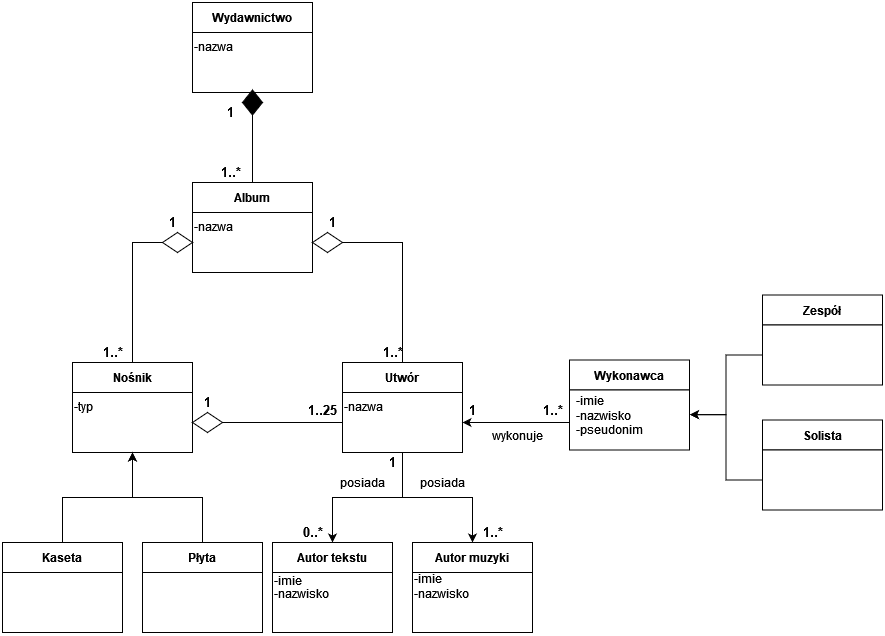 Wydawnictwo
-nazwa
1
1..*
Album
-nazwa
1
1
1..*
1..*
Nośnik
-typ
1
1..25
Utwór
-nazwa
1
1..*
wykonuje
Wykonawca
-imie
-nazwisko
-pseudonim
Zespół
Solista
1
posiada
posiada
0..*
1..*
Kaseta
Płyta
Autor tekstu
-imie
-nazwisko
Autor muzyki
-imie
-nazwisko